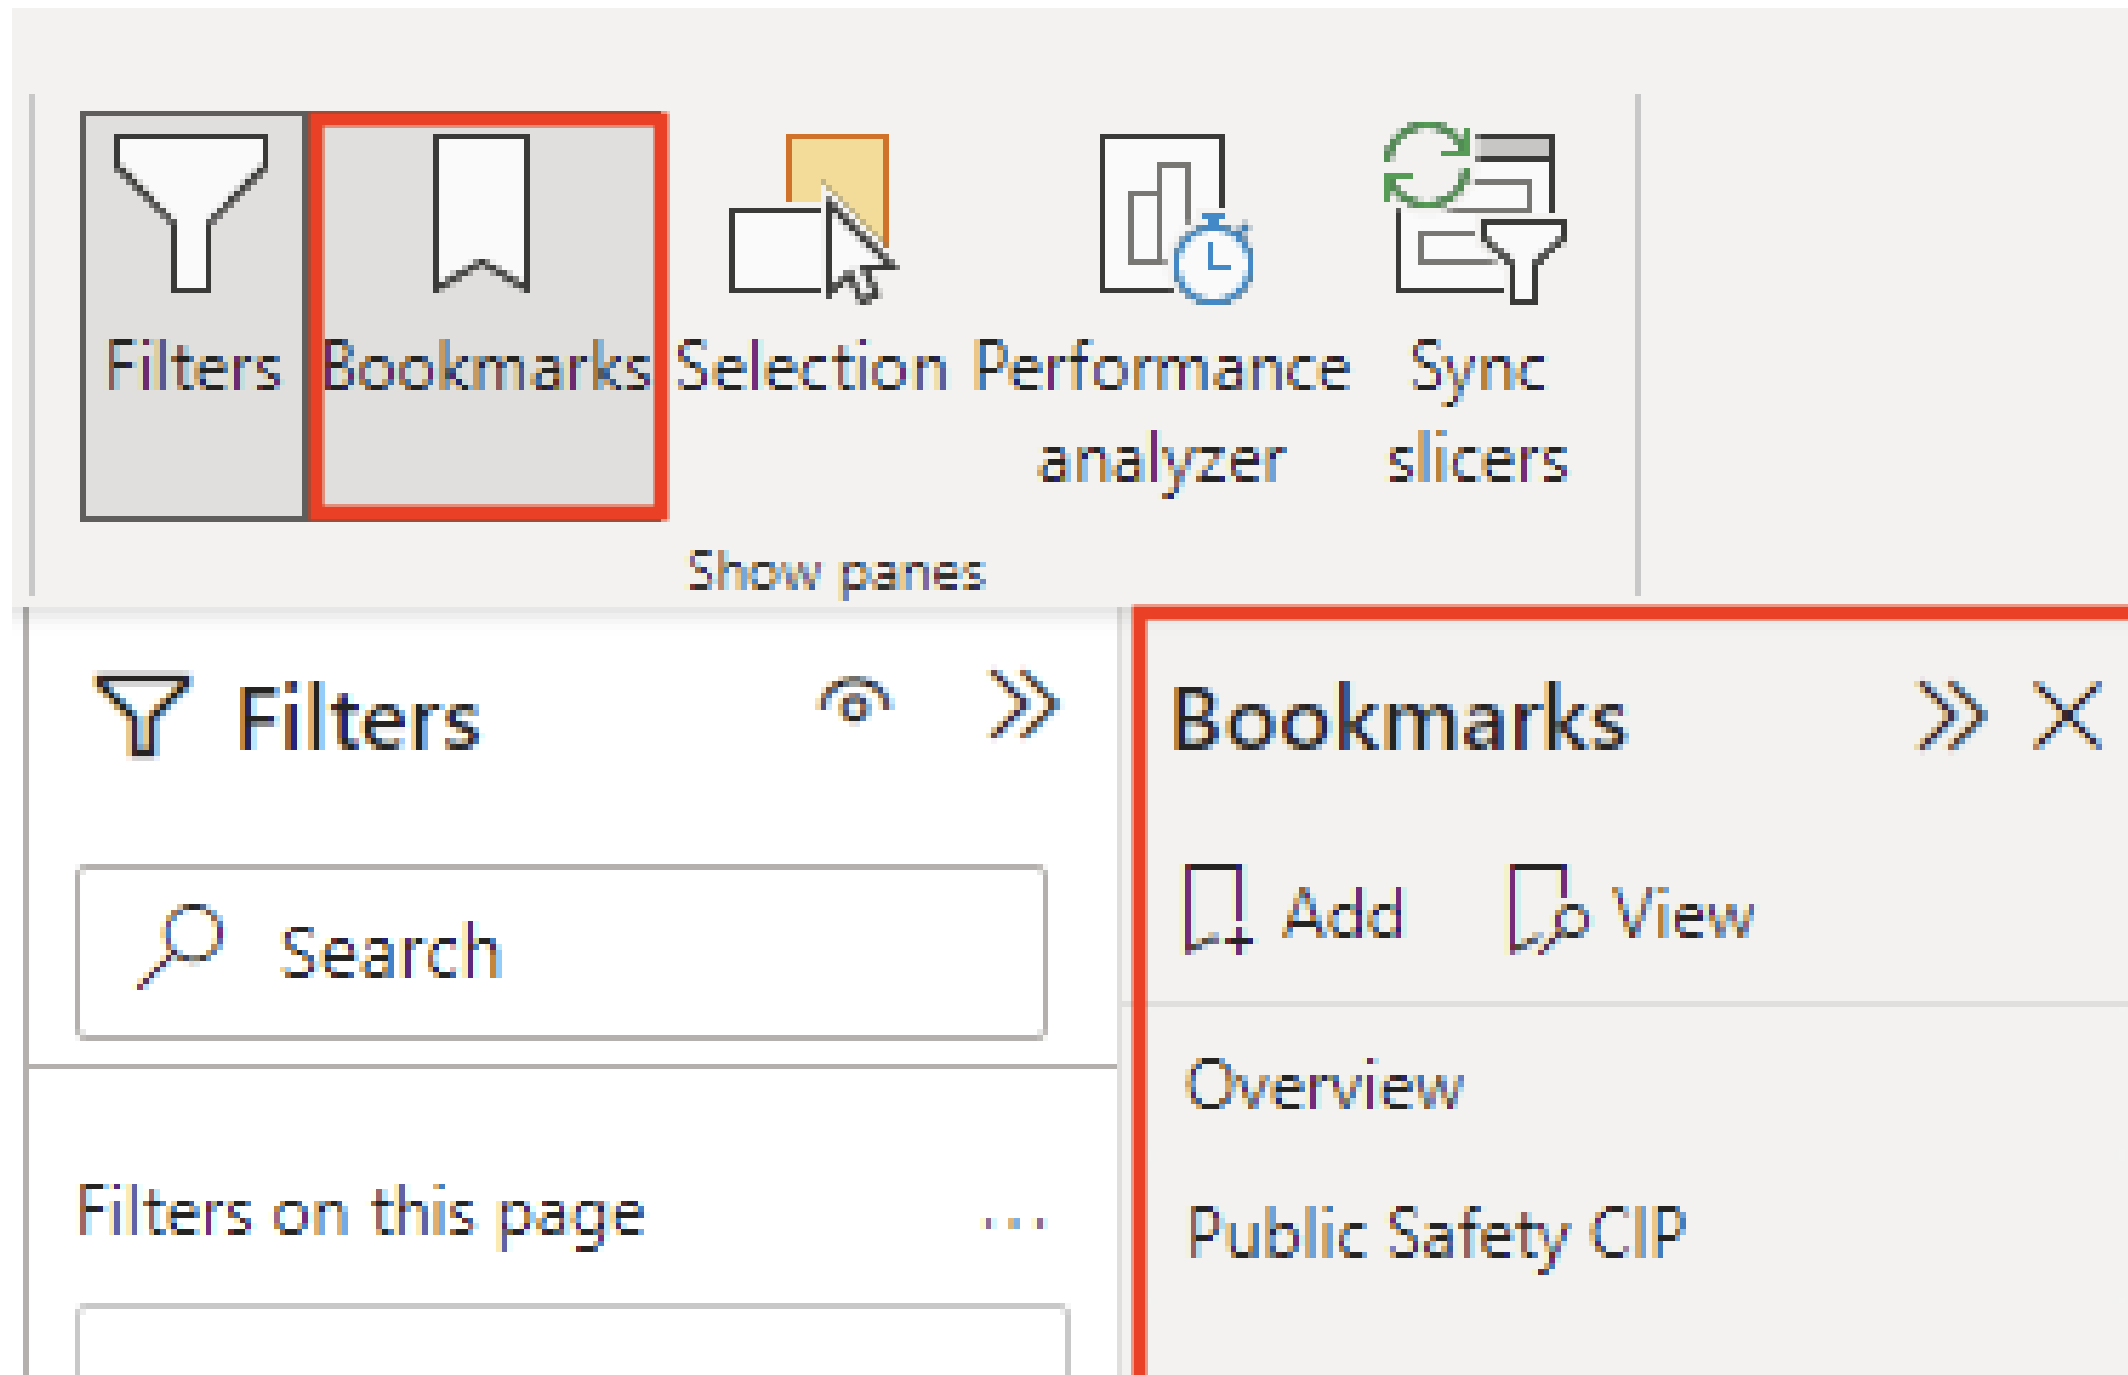 Filters Bookmarks Selection Performance analyzer Sync slicers
Show panes
Filters
Search
Filters on this page
...
Bookmarks
Add View
Overview
Public Safety CIP